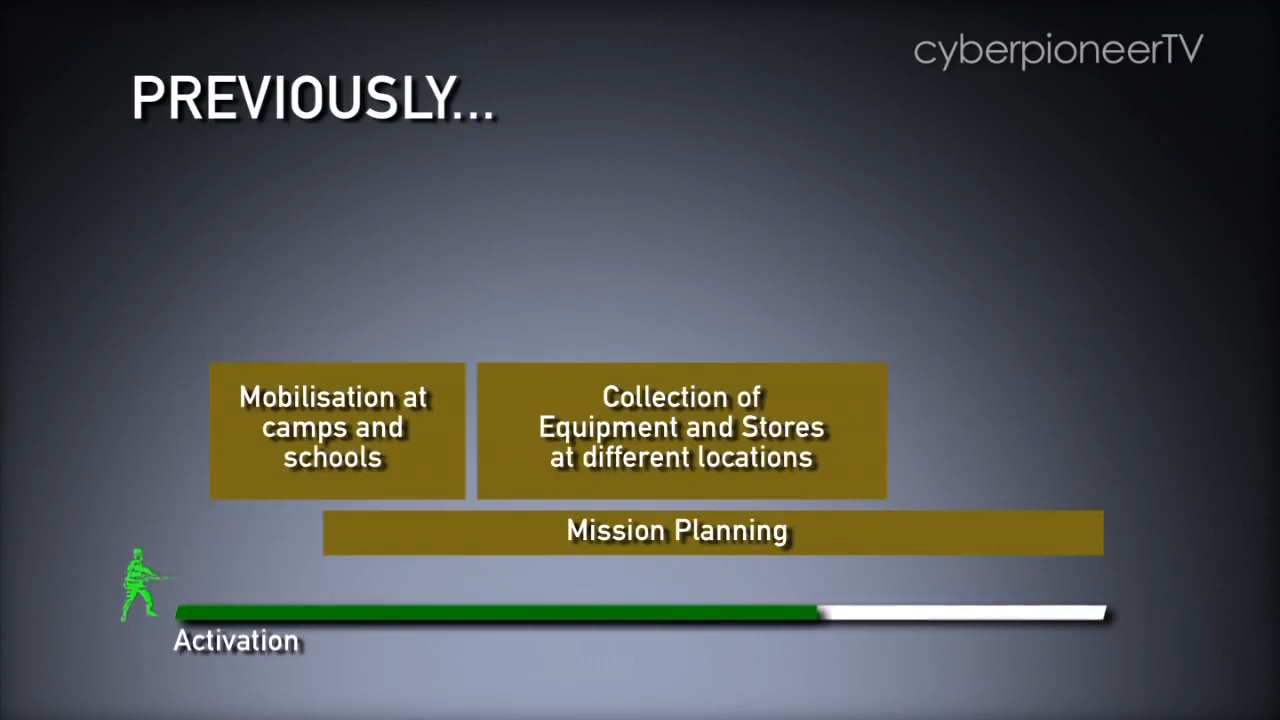 cyberpioneerTV
PREVIOUSLY...
Mobilisation at
camps and
schools
Collection of
Equipment and Stores
at different locations
Mission Planning
Activation